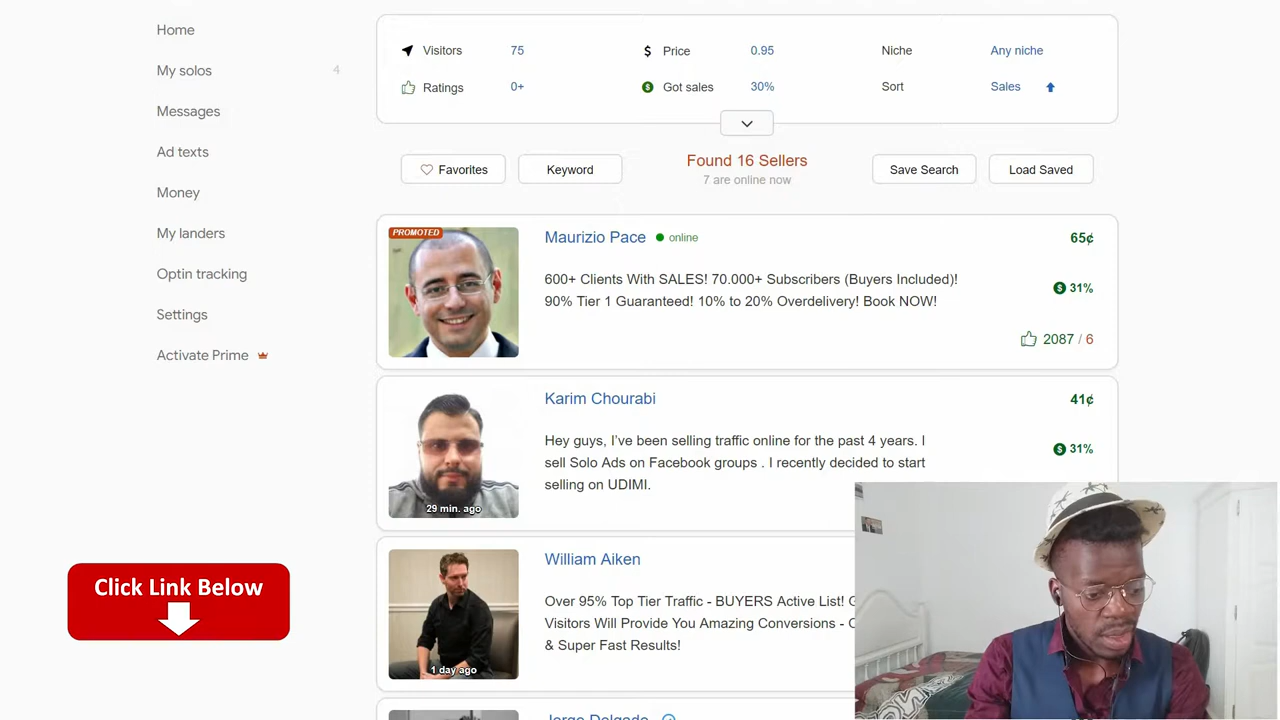 Home
My solos 4
Messages
Ad texts
Money
My landers
Optin tracking
Settings
Activate Prime
Visitors 75 Price 0.95 Niche Any niche
Ratings 0+ Got sales 30% Sort Sales
Favorites Keyword Found 16 Sellers Save Search Load Saved
7 are online now
PROMOTED
Maurizio Pace online 65¢
600+ Clients With SALES! 70.000+ Subscribers (Buyers Included)!
90% Tier 1 Guaranteed! 10% to 20% Overdelivery! Book NOW!
31%
2087 / 6
Karim Chourabi 41¢
Hey guys, I've been selling traffic online for the past 4 years. I
sell Solo Ads on Facebook groups . I recently decided to start
selling on UDIMI.
31%
29 min. ago
William Aiken
Over 95% Top Tier Traffic - BUYERS Active List!
Visitors Will Provide You Amazing Conversions -
& Super Fast Results!
1 day ago
Jorge Delgado
Click Link Below